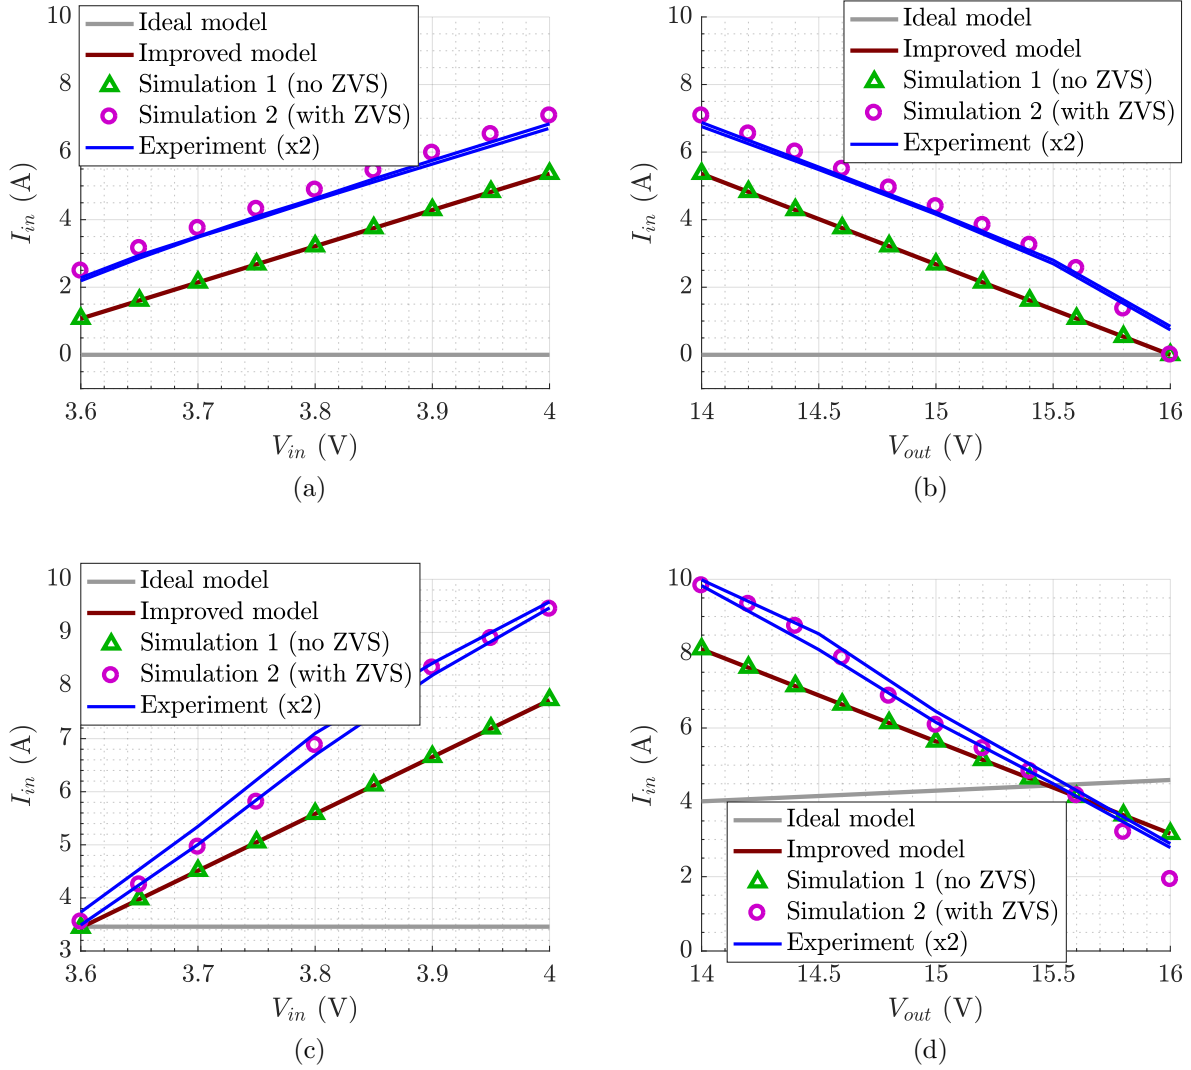 10
8
6
4
2
0
I_in (A)
Ideal model
Improved model
Simulation 1 (no ZVS)
Simulation 2 (with ZVS)
Experiment (x2)
3.6 3.7 3.8 3.9 4
V_in (V)
(a)
10
8
6
4
2
0
I_in (A)
Ideal model
Improved model
Simulation 1 (no ZVS)
Simulation 2 (with ZVS)
Experiment (x2)
14 14.5 15 15.5 16
V_out (V)
(b)
10
9
8
7
6
5
4
3
I_in (A)
Ideal model
Improved model
Simulation 1 (no ZVS)
Simulation 2 (with ZVS)
Experiment (x2)
3.6 3.7 3.8 3.9 4
V_in (V)
(c)
10
8
6
4
2
0
I_in (A)
Ideal model
Improved model
Simulation 1 (no ZVS)
Simulation 2 (with ZVS)
Experiment (x2)
14 14.5 15 15.5 16
V_out (V)
(d)